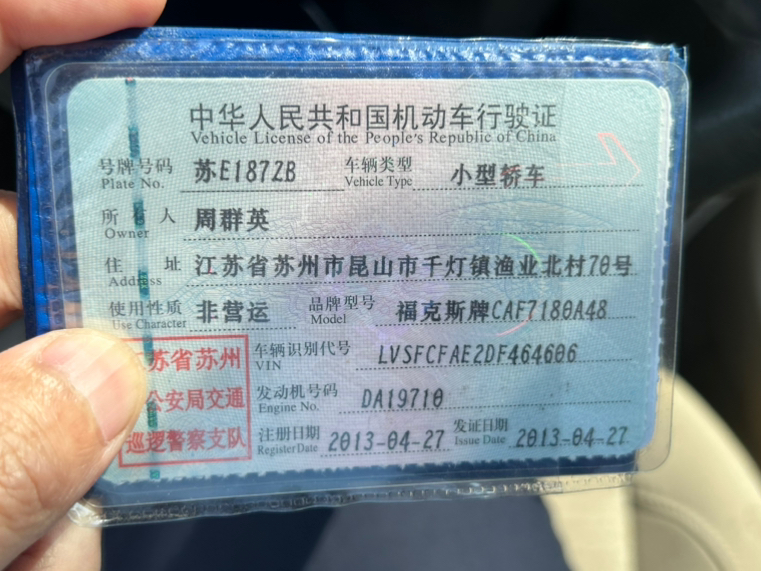 中华人民共和国机动车行驶证
Vehicle License of the People's Republic of China
号牌号码 苏E1872B 车辆类型 小型轿车
Plate No. Vehicle Type
所有人 周群英
Owner
住址 江苏省苏州市昆山市千灯镇渔业北村70号
Address
使用性质 非营运 品牌型号 福克斯牌CAF7180A48
Use Character Model
苏省苏州 车辆识别代号 LVSFCFAE2DF464606
VIN
公安局交通 发动机号码 DA19710
Engine No.
巡逻警察支队 注册日期 2013-04-27 发证日期 2013-04-27
Register Date Issue Date